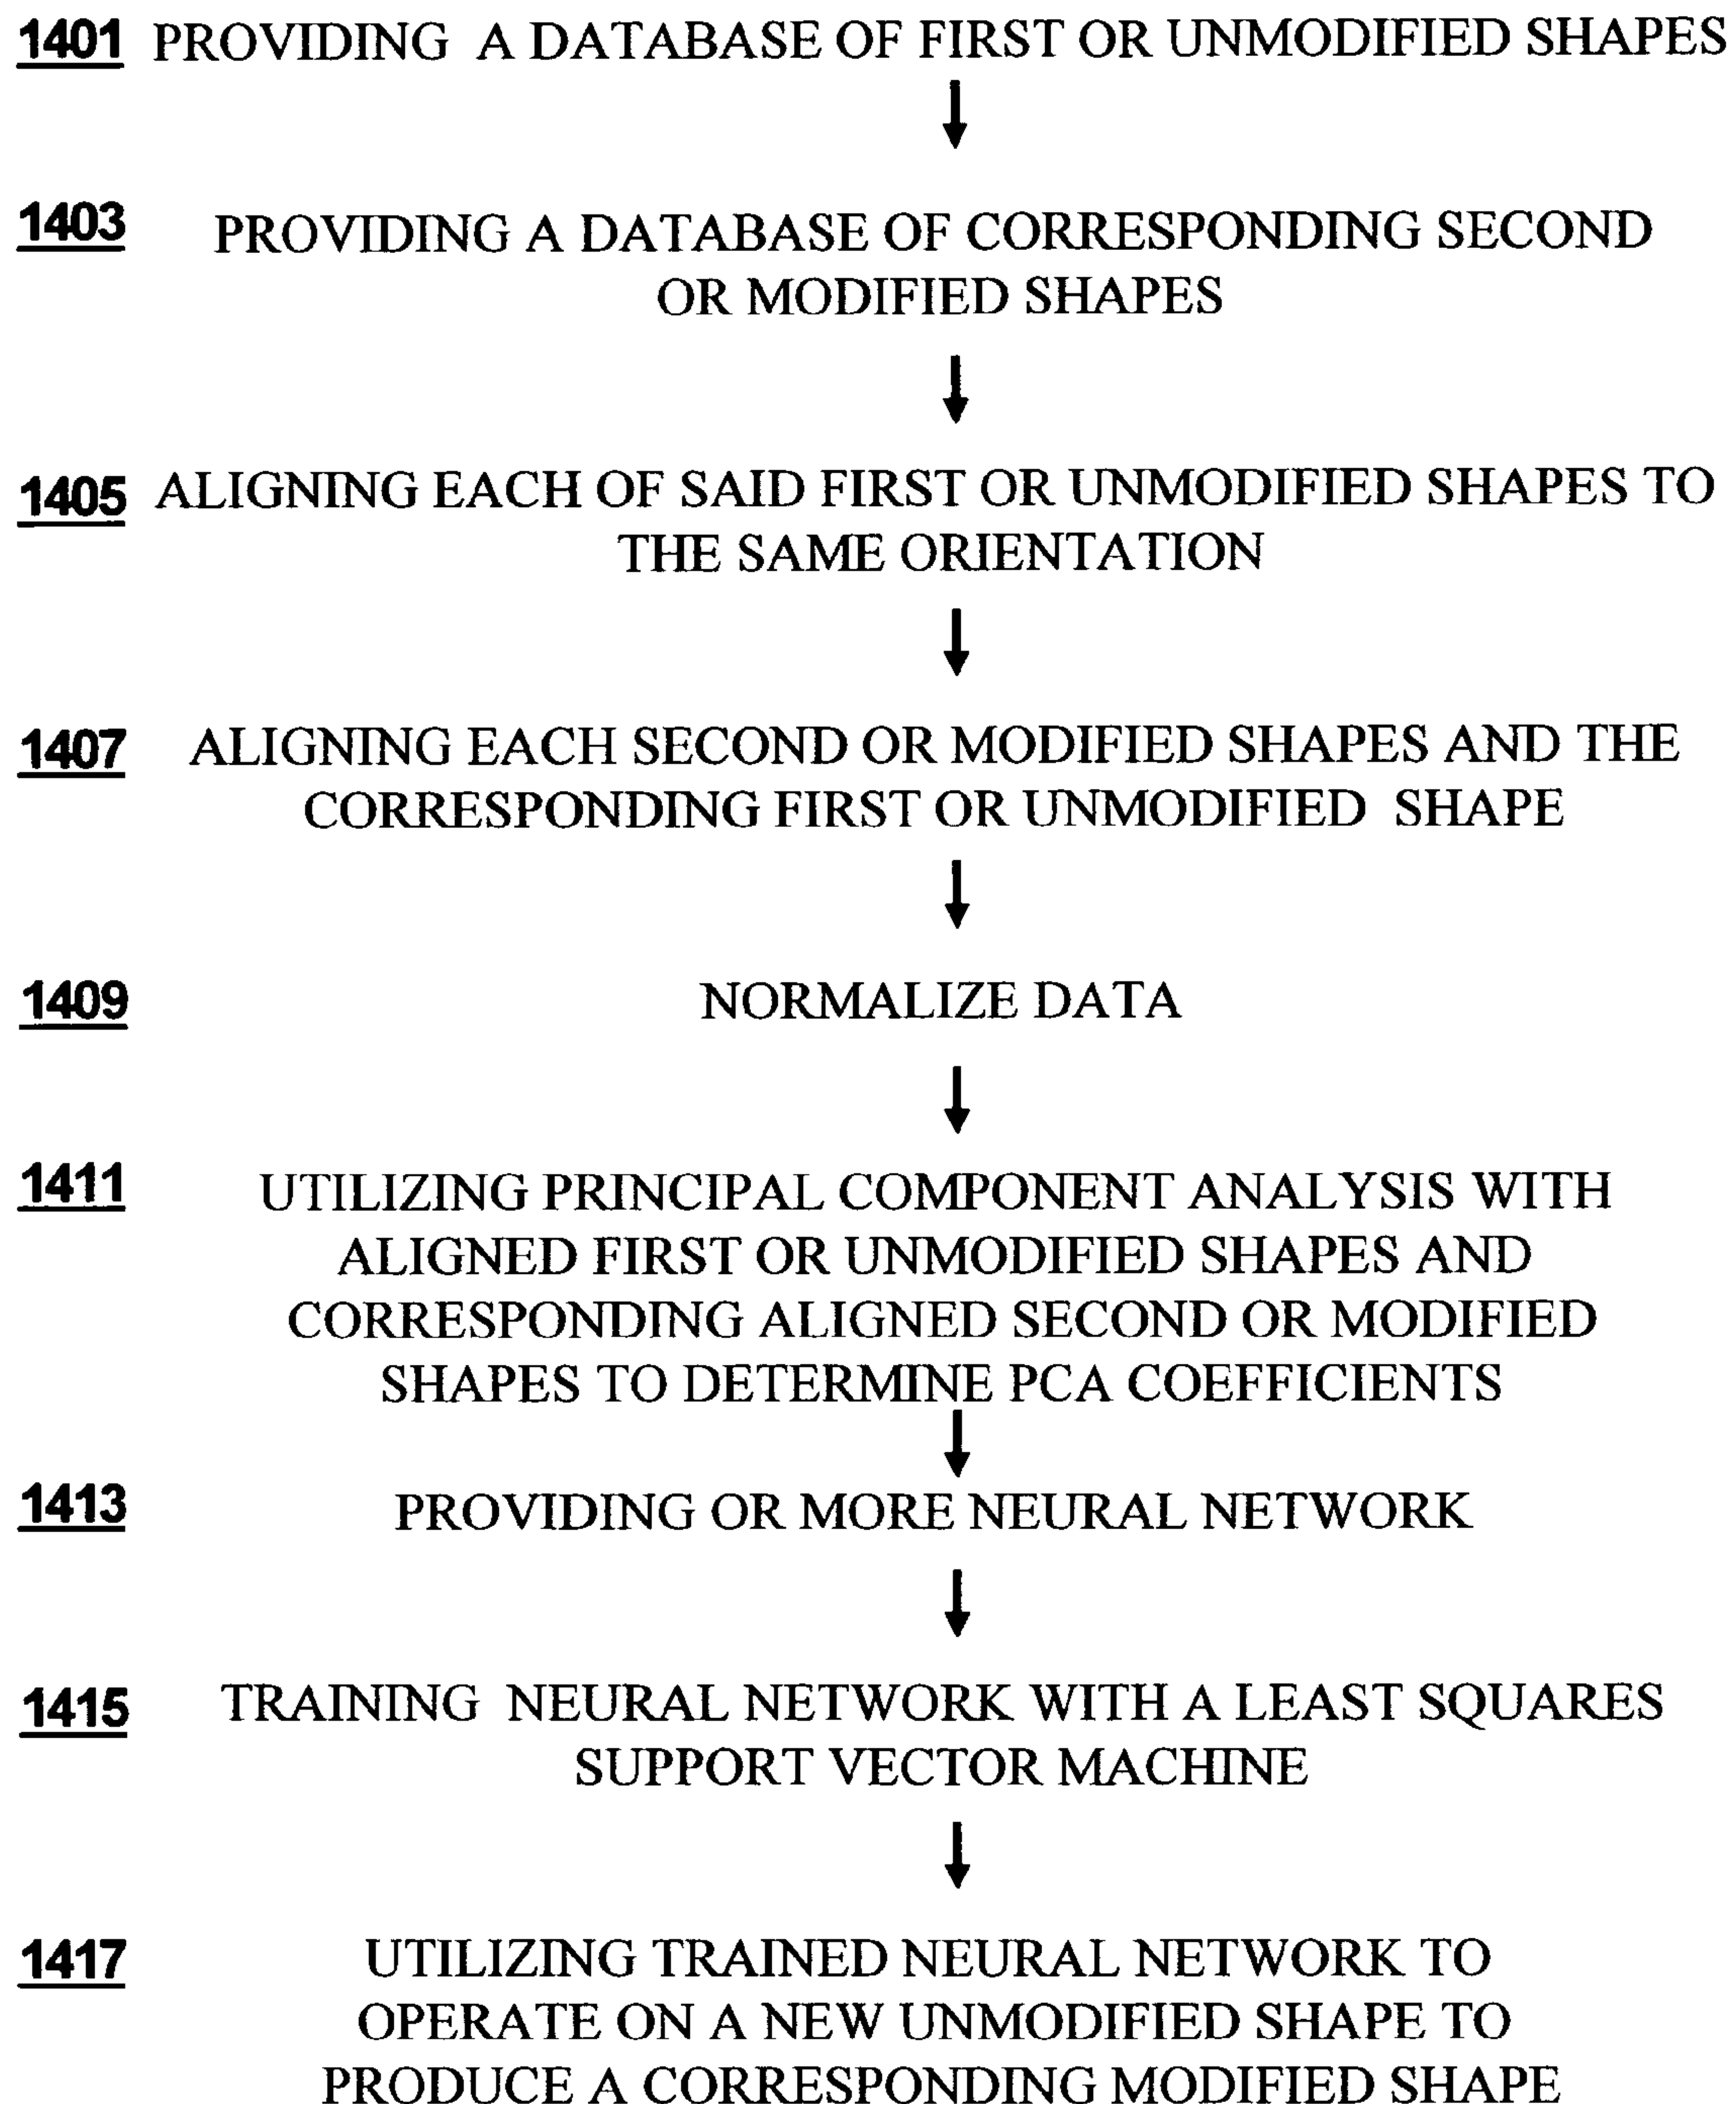 1401 PROVIDING A DATABASE OF FIRST OR UNMODIFIED SHAPES
1403 PROVIDING A DATABASE OF CORRESPONDING SECOND
OR MODIFIED SHAPES
1405 ALIGNING EACH OF SAID FIRST OR UNMODIFIED SHAPES TO
THE SAME ORIENTATION
1407 ALIGNING EACH SECOND OR MODIFIED SHAPES AND THE
CORRESPONDING FIRST OR UNMODIFIED SHAPE
1409 NORMALIZE DATA
1411 UTILIZING PRINCIPAL COMPONENT ANALYSIS WITH
ALIGNED FIRST OR UNMODIFIED SHAPES AND
CORRESPONDING ALIGNED SECOND OR MODIFIED
SHAPES TO DETERMINE PCA COEFFICIENTS
1413 PROVIDING OR MORE NEURAL NETWORK
1415 TRAINING NEURAL NETWORK WITH A LEAST SQUARES
SUPPORT VECTOR MACHINE
1417 UTILIZING TRAINED NEURAL NETWORK TO
OPERATE ON A NEW UNMODIFIED SHAPE TO
PRODUCE A CORRESPONDING MODIFIED SHAPE